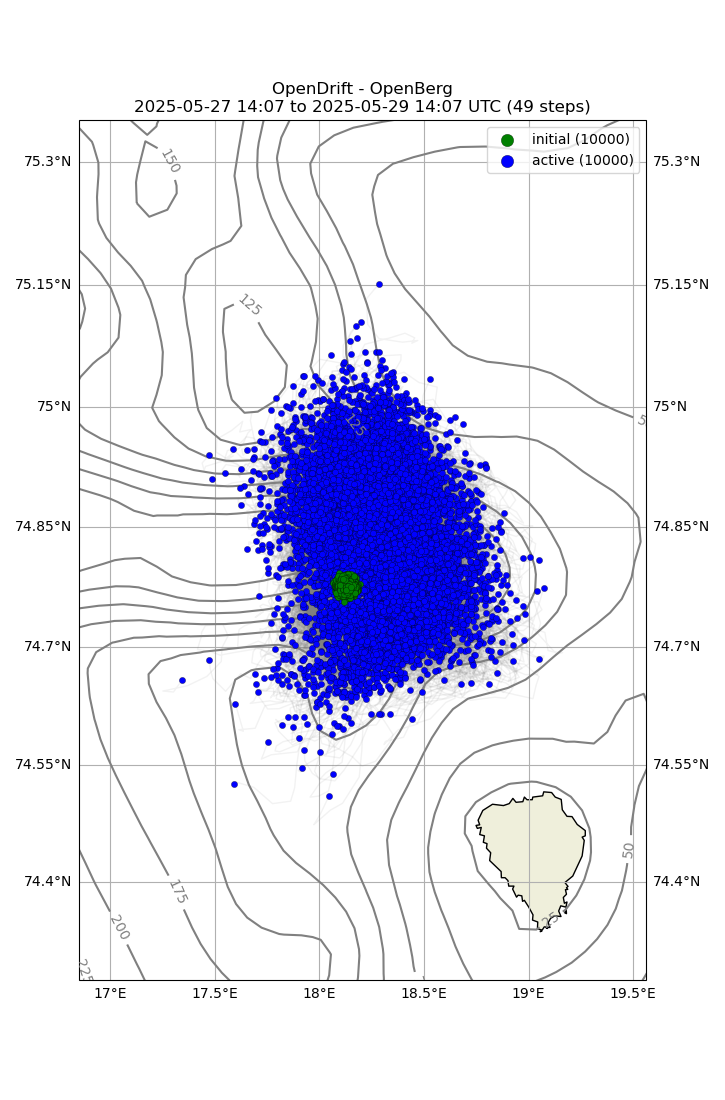 OpenDrift - OpenBerg
2025-05-27 14:07 to 2025-05-29 14:07 UTC (49 steps)
initial (10000)
active (10000)
75.3°N
75.3°N
150
75.15°N
75.15°N
125
75°N
75°N
125
5
74.85°N
74.85°N
74.7°N
74.7°N
74.55°N
74.55°N
50
74.4°N
74.4°N
175
200
25
225
17°E
17.5°E
18°E
18.5°E
19°E
19.5°E